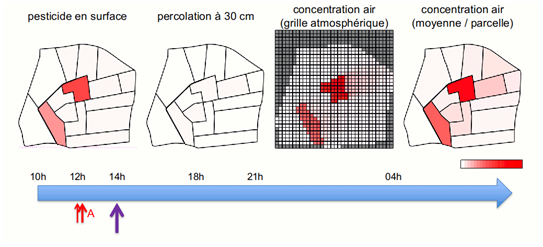 pesticide en surface
percolation à 30 cm
concentration air
(grille atmosphérique)
concentration air
(moyenne / parcelle)
10h 12h 14h 18h 21h 04h
A